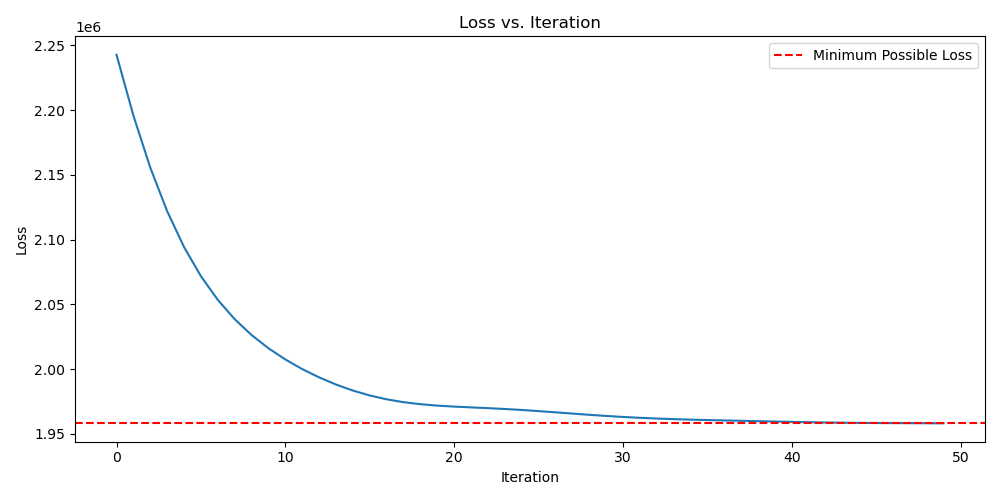 Loss vs. Iteration
1e6
Minimum Possible Loss
2.25
2.20
2.15
2.10
2.05
2.00
1.95
Loss
0
10
20
30
40
50
Iteration